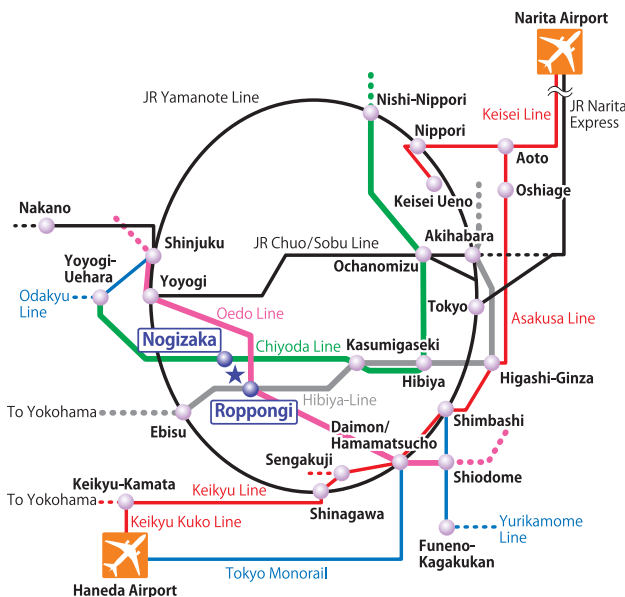 Narita Airport
JR Yamanote Line
Nishi-Nippori
Keisei Line
JR Narita
Express
Nippori
Aoto
Keisei Ueno
Oshiage
Nakano
Akihabara
Shinjuku
JR Chuo/Sobu Line
Ochanomizu
Yoyogi-
Uehara
Yoyogi
Odakyu
Line
Tokyo
Oedo Line
Asakusa Line
Nogizaka
Chiyoda Line
Kasumigaseki
Hibiya
Higashi-Ginza
Roppongi
Hibiya-Line
To Yokohama
Ebisu
Shimbashi
Daimon/
Hamamatsucho
Sengakuji
Shiodome
Keikyu-Kamata
Keikyu Line
To Yokohama
Shinagawa
Keikyu Kuko Line
Yurikamome
Line
Funeno-
Kagakukan
Tokyo Monorail
Haneda Airport